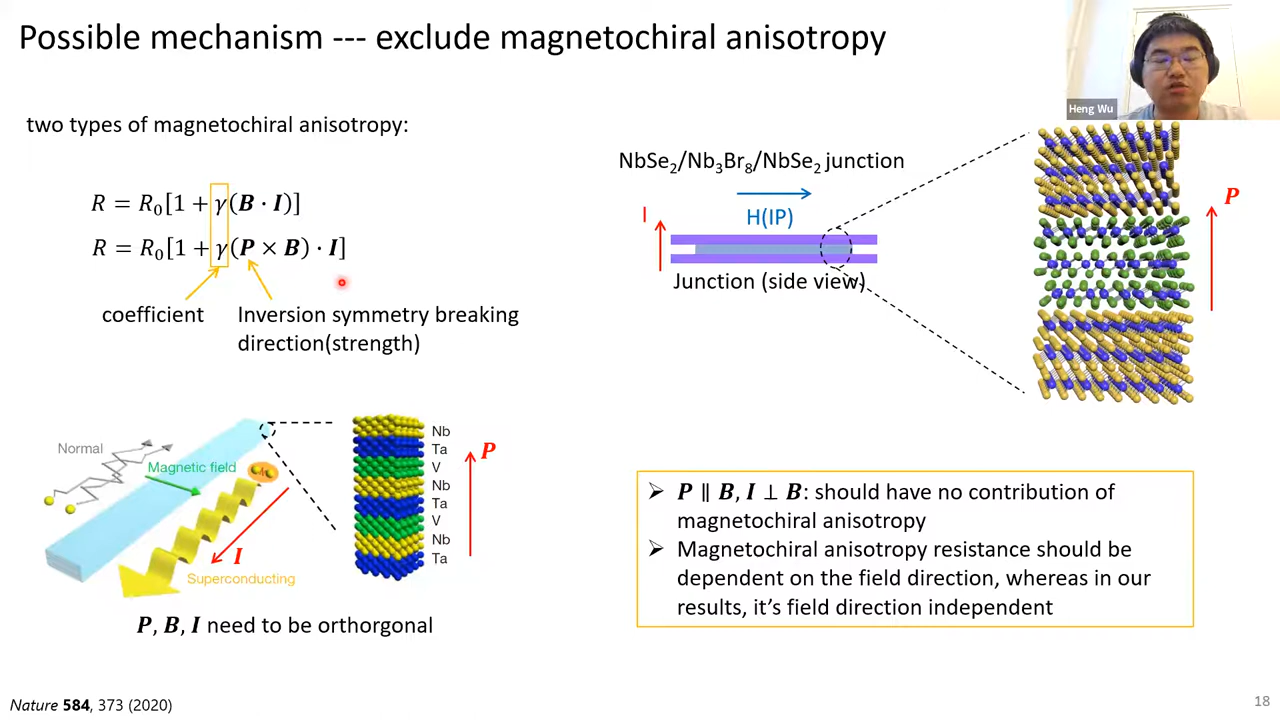 Possible mechanism --- exclude magnetochiral anisotropy
Heng Wu
two types of magnetochiral anisotropy:
R = R₀[1 + γ(B · I)]
R = R₀[1 + γ(P × B) · I]
coefficient
Inversion symmetry breaking
direction(strength)
NbSe₂/Nb₃Br₈/NbSe₂ junction
I
H(IP)
Junction (side view)
P
Normal
Magnetic field
I
Superconducting
Nb
Ta
V
Nb
Ta
V
Nb
Ta
P
P, B, I need to be orthorgonal
➢ P ∥ B, I ⊥ B: should have no contribution of
magnetochiral anisotropy
➢ Magnetochiral anisotropy resistance should be
dependent on the field direction, whereas in our
results, it's field direction independent
Nature 584, 373 (2020)
18